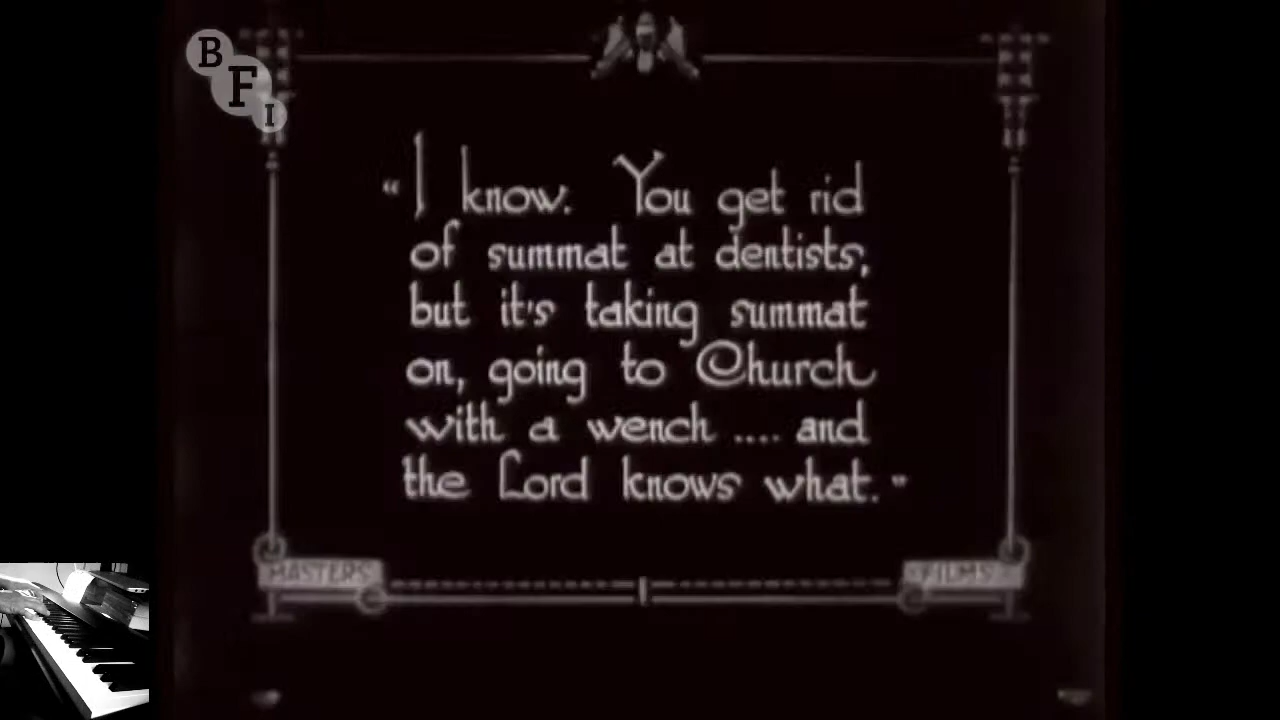 BFI
“I know. You get rid
of summat at dentists,
but it's taking summat
on, going to Church
with a wench .... and
the Lord knows what.”
MASTERS
FILMS